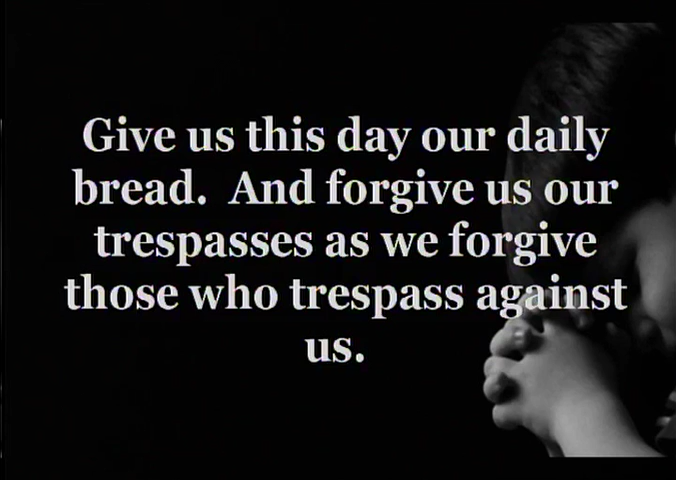 Give us this day our daily
bread.  And forgive us our
trespasses as we forgive
those who trespass against
us.